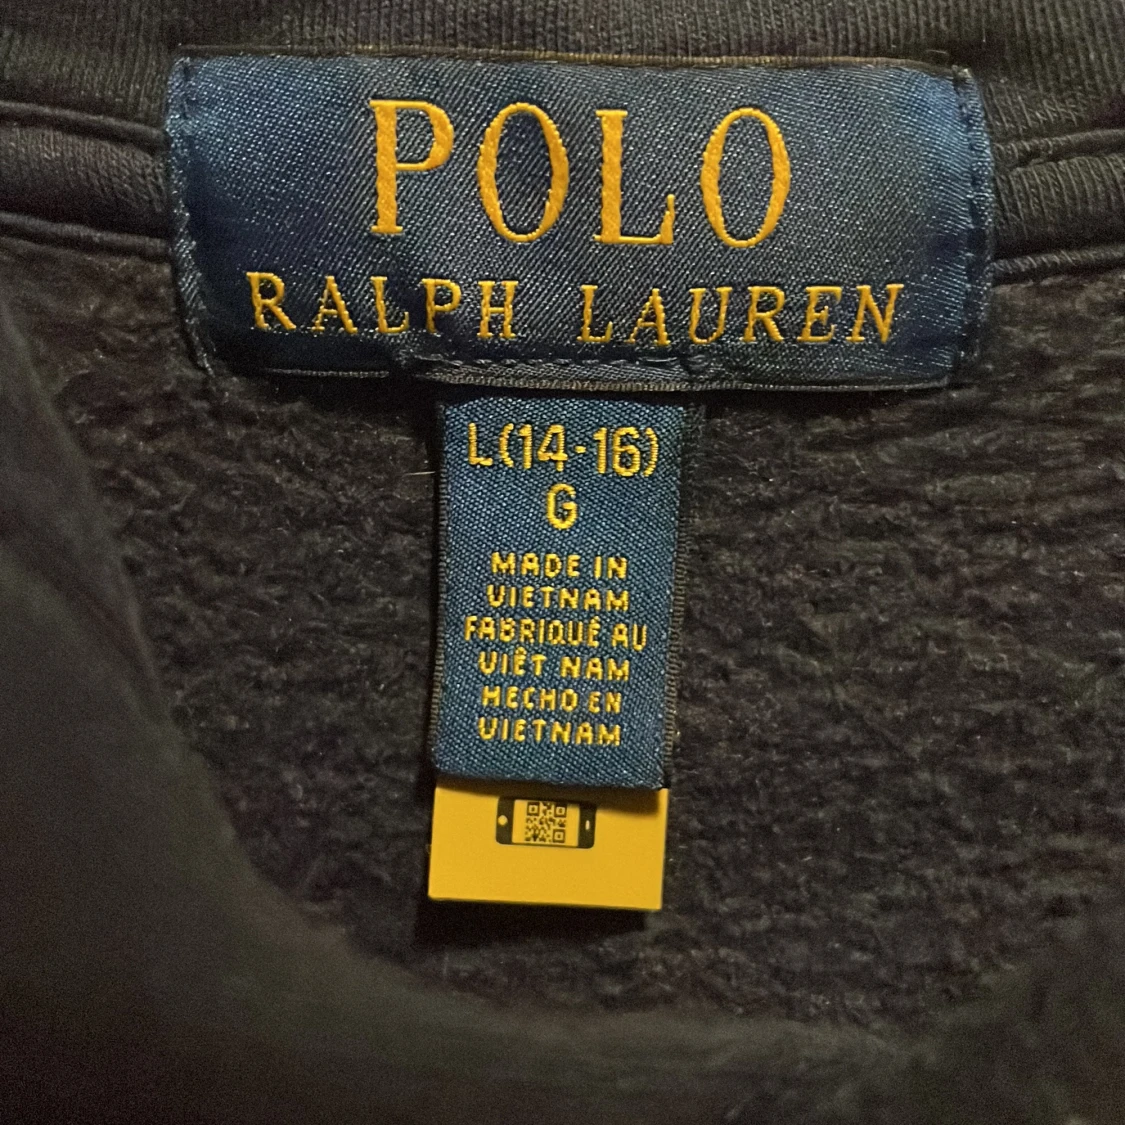 POLO
RALPH LAUREN
L(14-16)
G
MADE IN
VIETNAM
FABRIQUÉ AU
VIÊT NAM
HECHO EN
VIETNAM